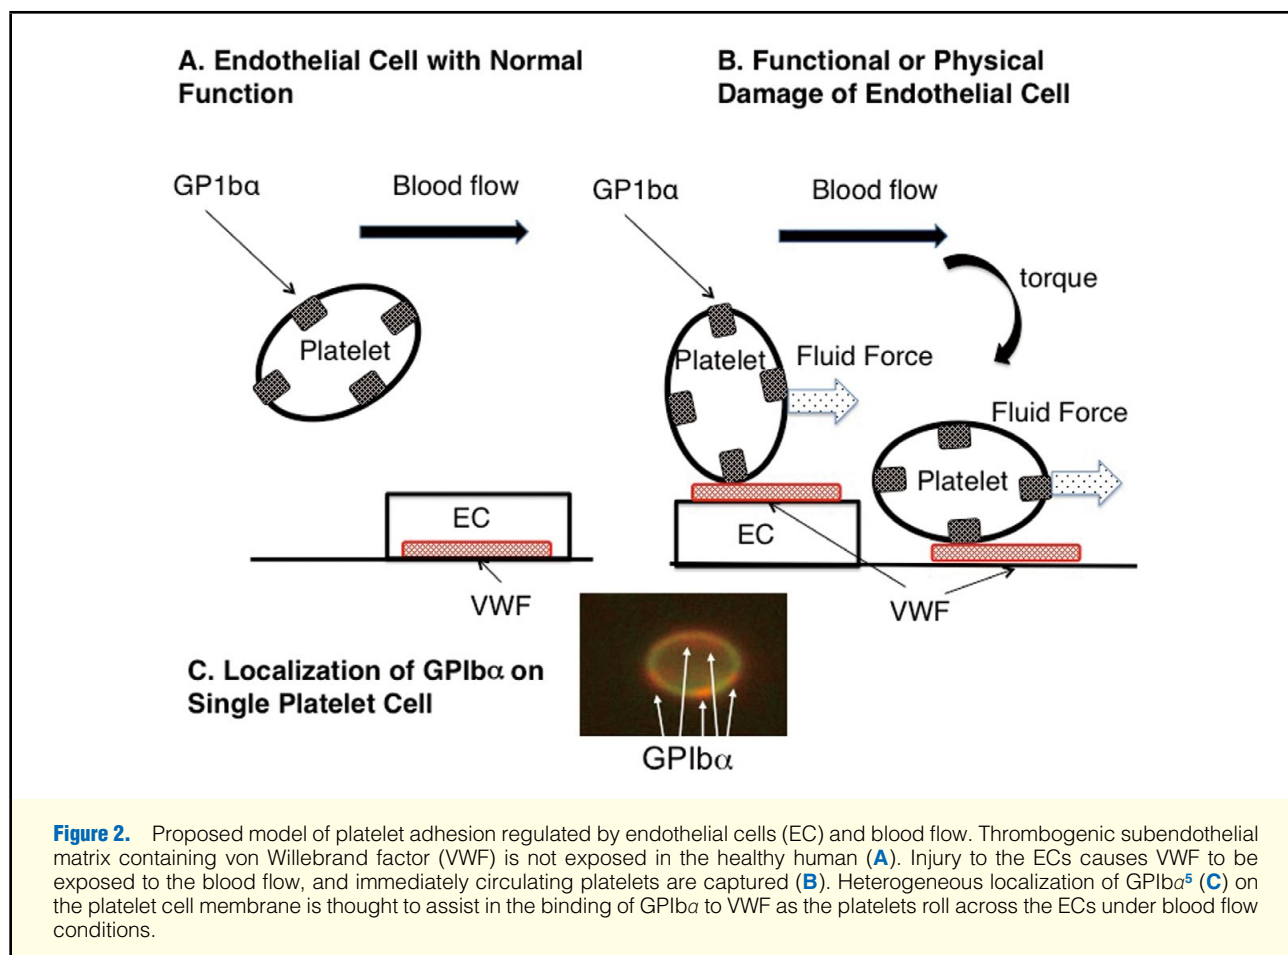 A. Endothelial Cell with Normal
Function
B. Functional or Physical
Damage of Endothelial Cell
GP1bα
Blood flow
GP1bα
Blood flow
torque
Platelet
Platelet
Fluid Force
Fluid Force
Platelet
EC
EC
VWF
VWF
C. Localization of GPIbα on
Single Platelet Cell
GPIbα
Figure 2. Proposed model of platelet adhesion regulated by endothelial cells (EC) and blood flow. Thrombogenic subendothelial
matrix containing von Willebrand factor (VWF) is not exposed in the healthy human (A). Injury to the ECs causes VWF to be
exposed to the blood flow, and immediately circulating platelets are captured (B). Heterogeneous localization of GPIbα⁵ (C) on
the platelet cell membrane is thought to assist in the binding of GPIbα to VWF as the platelets roll across the ECs under blood flow
conditions.